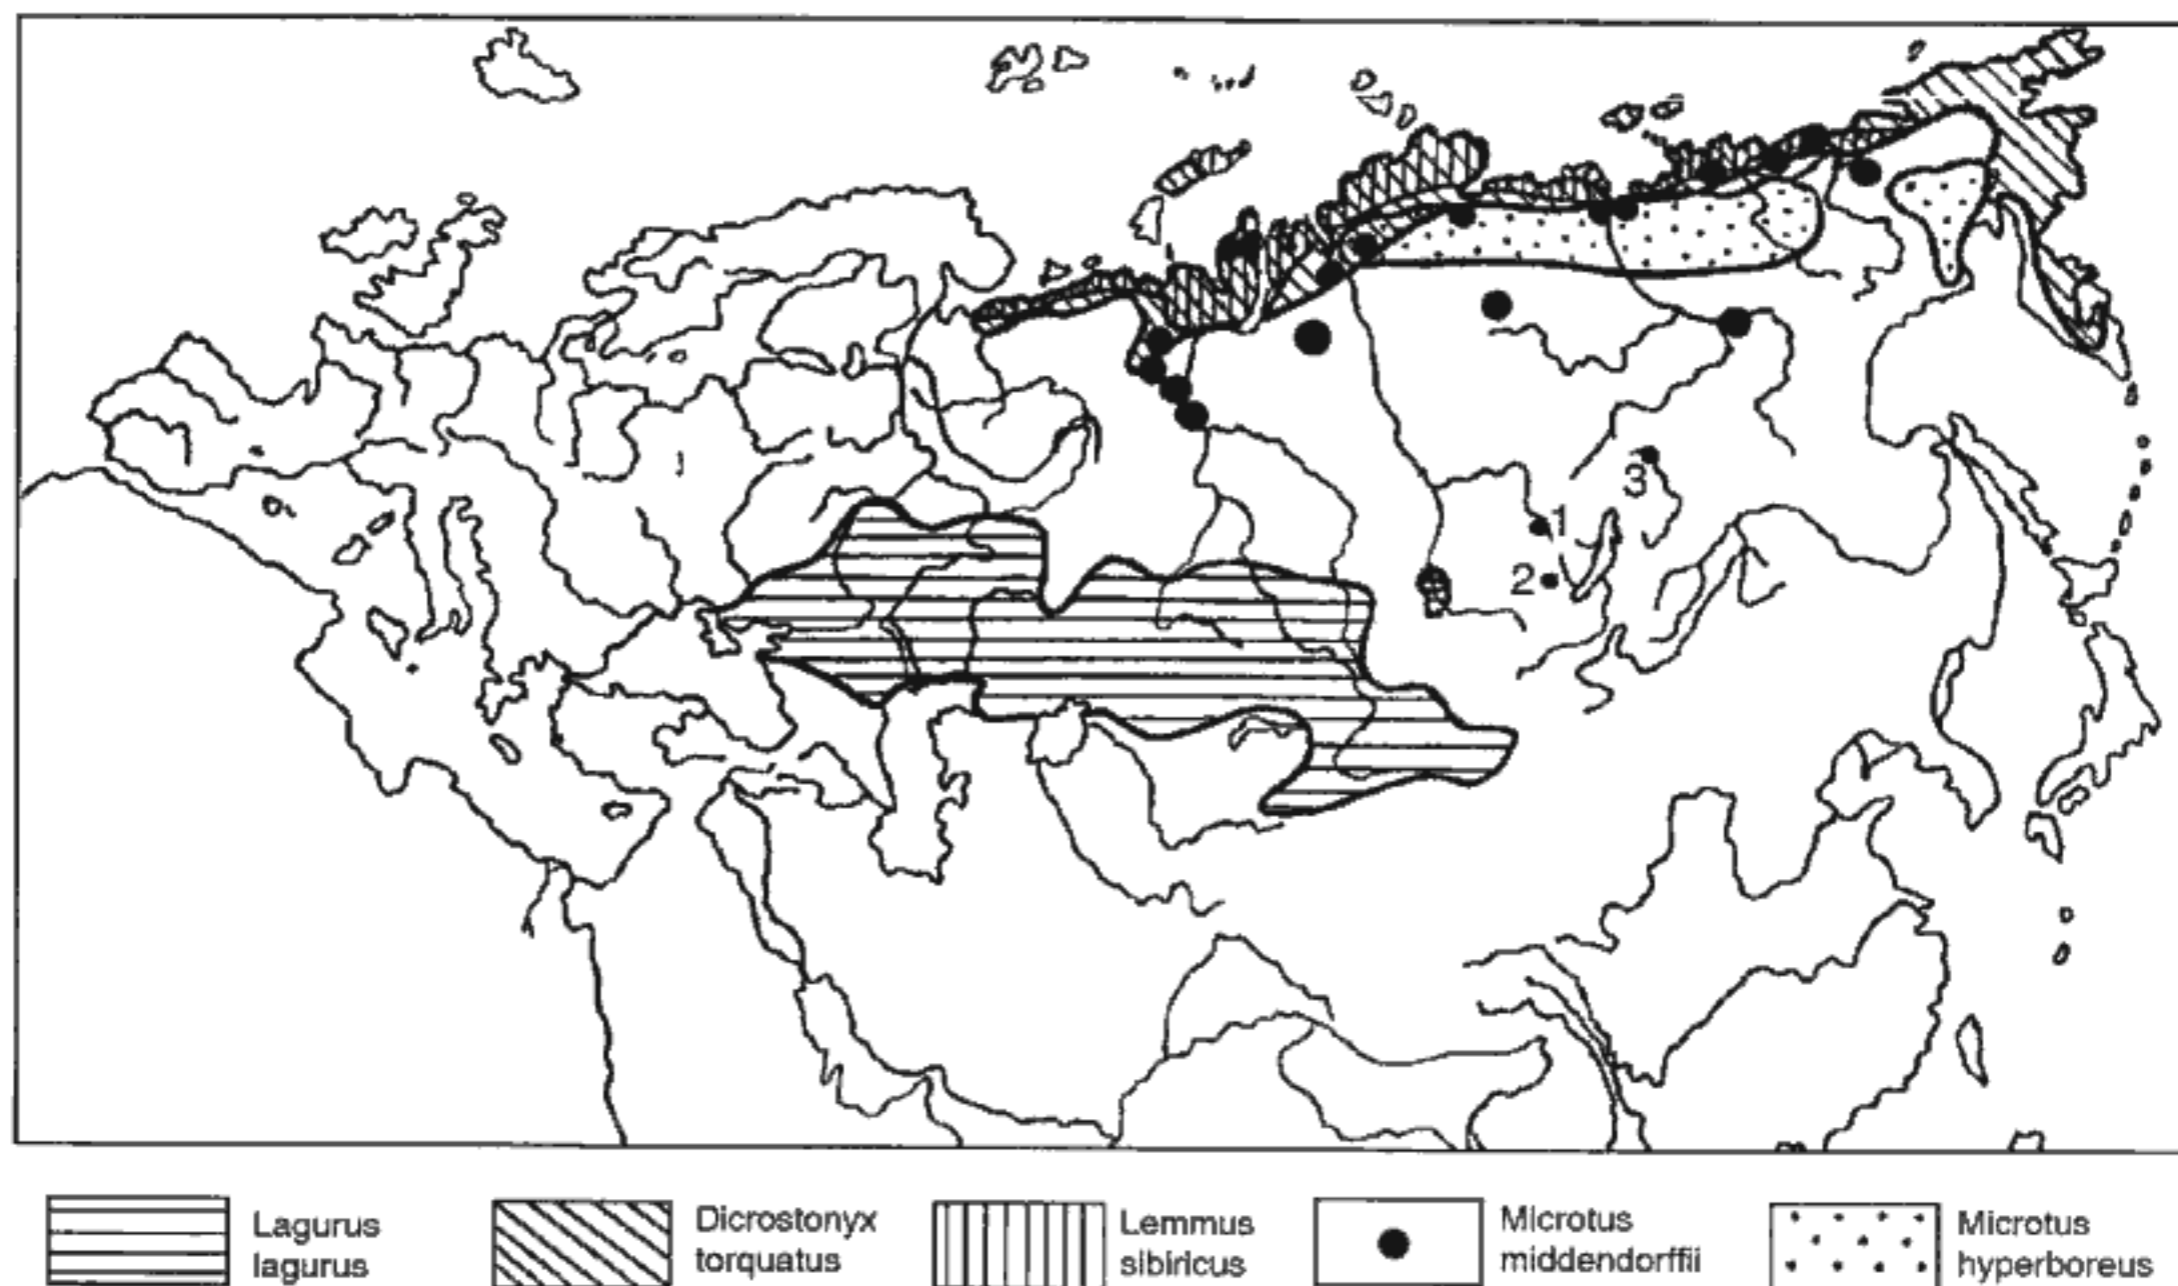 3
1
2
Lagurus
lagurus
Dicrostonyx
torquatus
Lemmus
sibiricus
Microtus
middendorffii
Microtus
hyperboreus